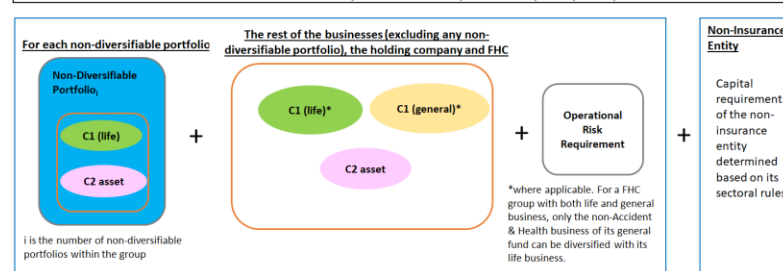 For each non-diversifiable portfolio
Non-Diversifiable
Portfolioi
C1 (life)
C2 asset
i is the number of non-diversifiable
portfolios within the group
+
The rest of the businesses (excluding any non-
diversifiable portfolio), the holding company and FHC
C1 (life)*
C1 (general)*
C2 asset
+
Operational
Risk
Requirement
*where applicable. For a FHC
group with both life and general
business, only the non-Accident
& Health business of its general
fund can be diversified with its
life business.
+
Non-Insurance
Entity
Capital
requirement
of the non-
insurance
entity
determined
based on its
sectoral rules